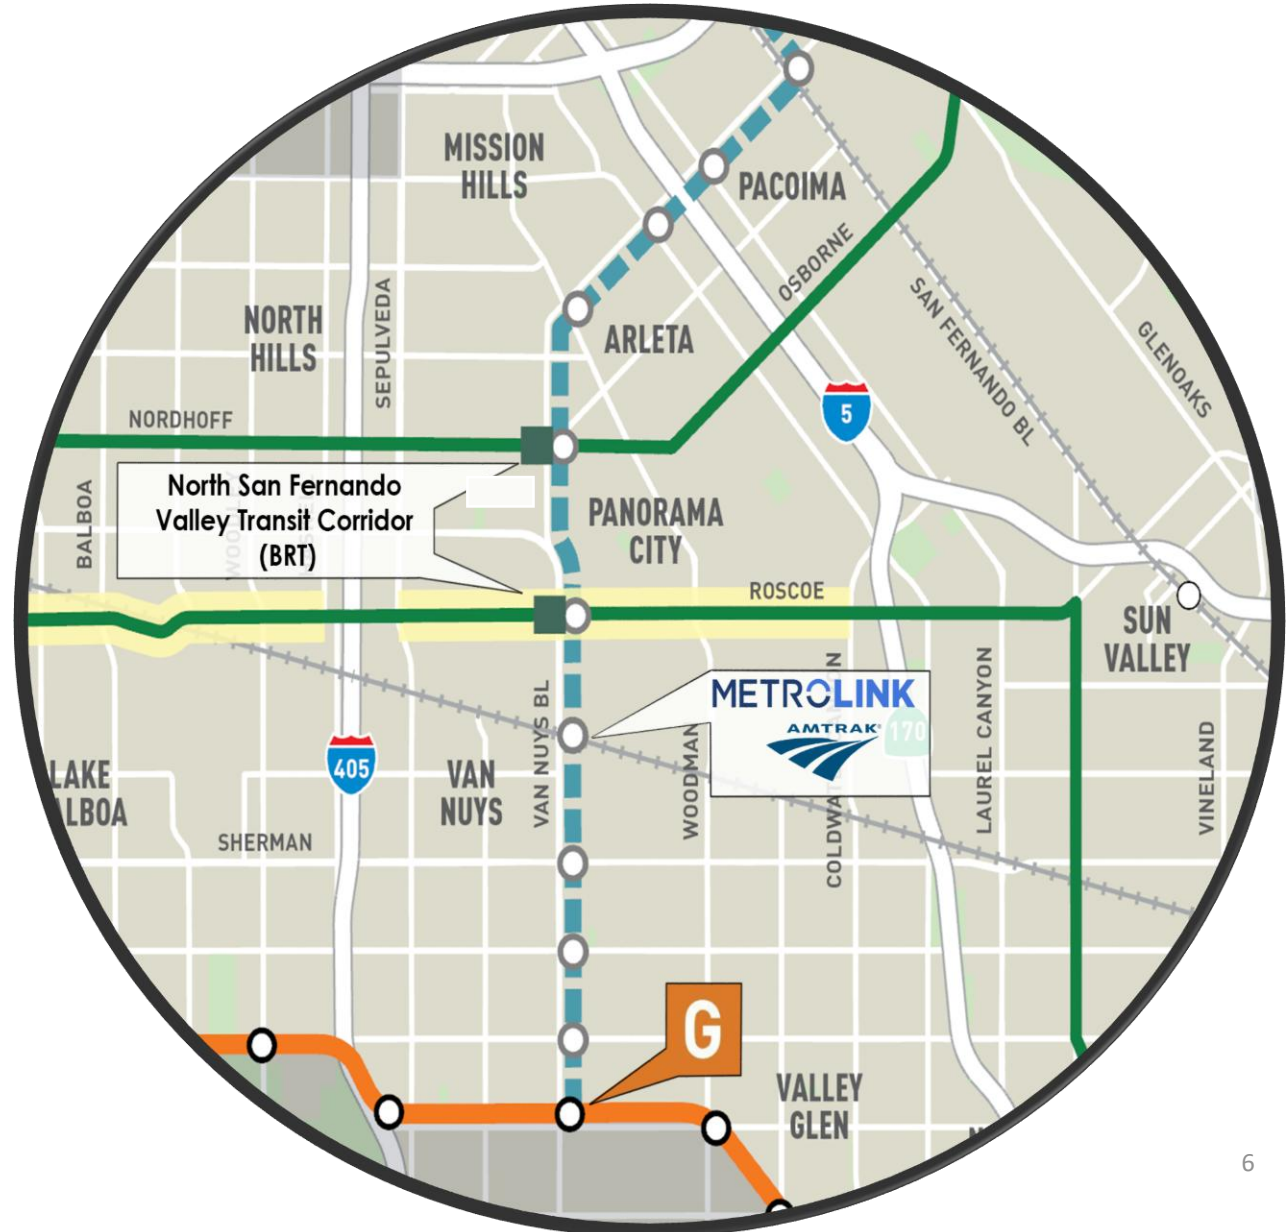 MISSION
HILLS
PACOIMA
OSBORNE
SAN FERNANDO BL
GLENOAKS
NORTH
HILLS
SEPULVEDA
ARLETA
5
NORDHOFF
North San Fernando
Valley Transit Corridor
(BRT)
BALBOA
PANORAMA
CITY
ROSCOE
SUN
VALLEY
METROLINK
AMTRAK
170
LAKE
LBOA
405
VAN
NUYS
VAN NUYS BL
WOODMAN
LAUREL CANYON
VINELAND
SHERMAN
G
VALLEY
GLEN
6